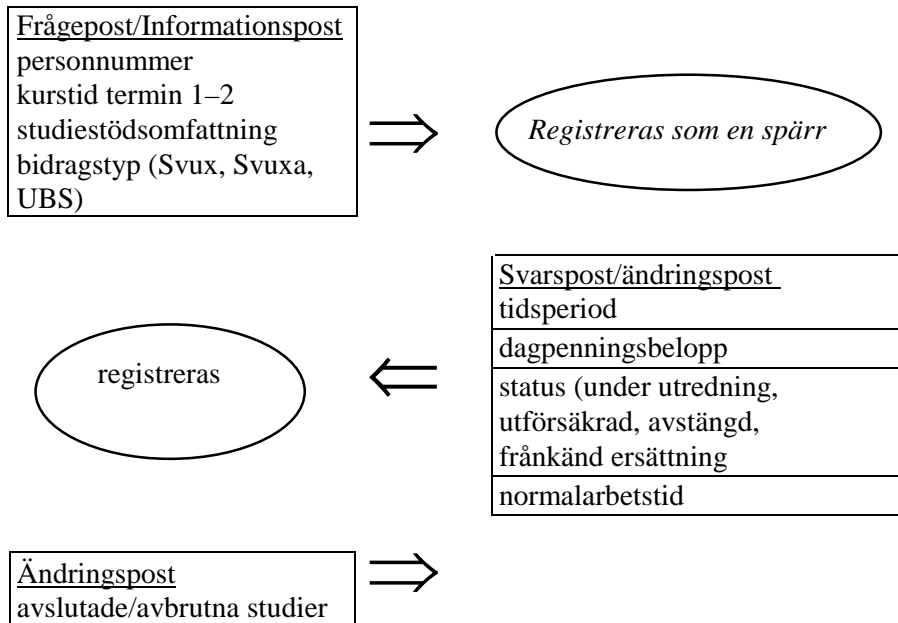 Frågepost/Informationspost
personnummer
kurstid termin 1–2
studiestödsomfattning
bidragstyp (Svux, Svuxa,
UBS)
Registreras som en spärr
Svarspost/ändringspost
tidsperiod
dagpenningsbelopp
status (under utredning,
utförsäkrad, avstängd,
frånkänd ersättning
normalarbetstid
registreras
Ändringspost
avslutade/avbrutna studier